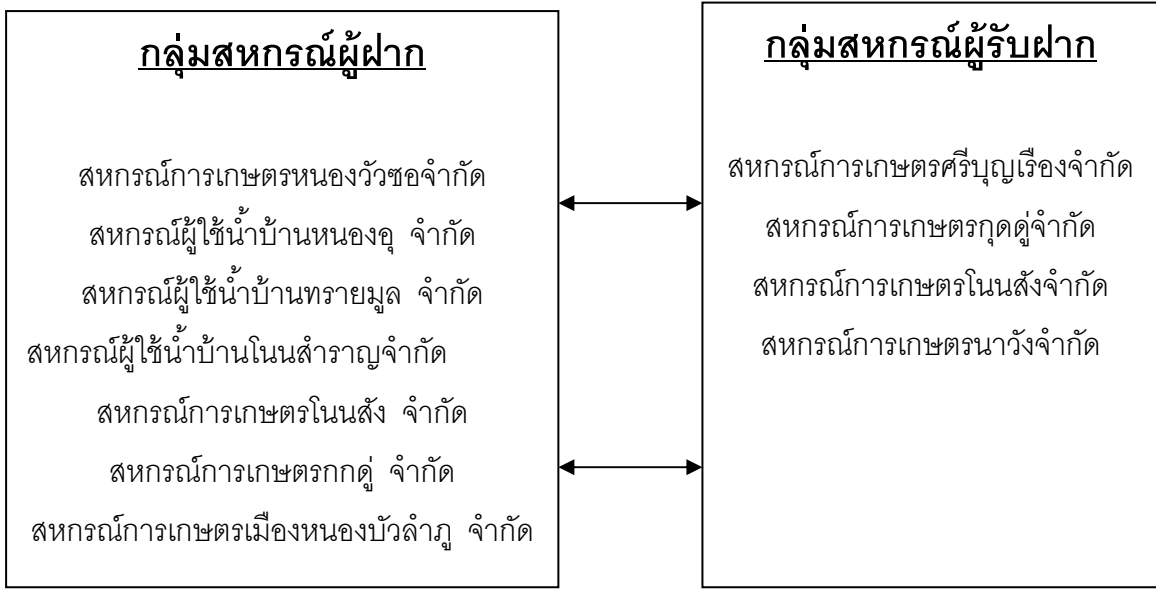 กลุ่มสหกรณ์ผู้ฝาก
สหกรณ์การเกษตรหนองวัวซอจำกัด
สหกรณ์ผู้ใช้น้ำบ้านหนองอุ จำกัด
สหกรณ์ผู้ใช้น้ำบ้านทรายมูล จำกัด
สหกรณ์ผู้ใช้น้ำบ้านโนนสำราญจำกัด
สหกรณ์การเกษตรโนนสัง จำกัด
สหกรณ์การเกษตรกกดู่ จำกัด
สหกรณ์การเกษตรเมืองหนองบัวลำภู จำกัด
กลุ่มสหกรณ์ผู้รับฝาก
สหกรณ์การเกษตรศรีบุญเรืองจำกัด
สหกรณ์การเกษตรกุดดู่จำกัด
สหกรณ์การเกษตรโนนสังจำกัด
สหกรณ์การเกษตรนาวังจำกัด